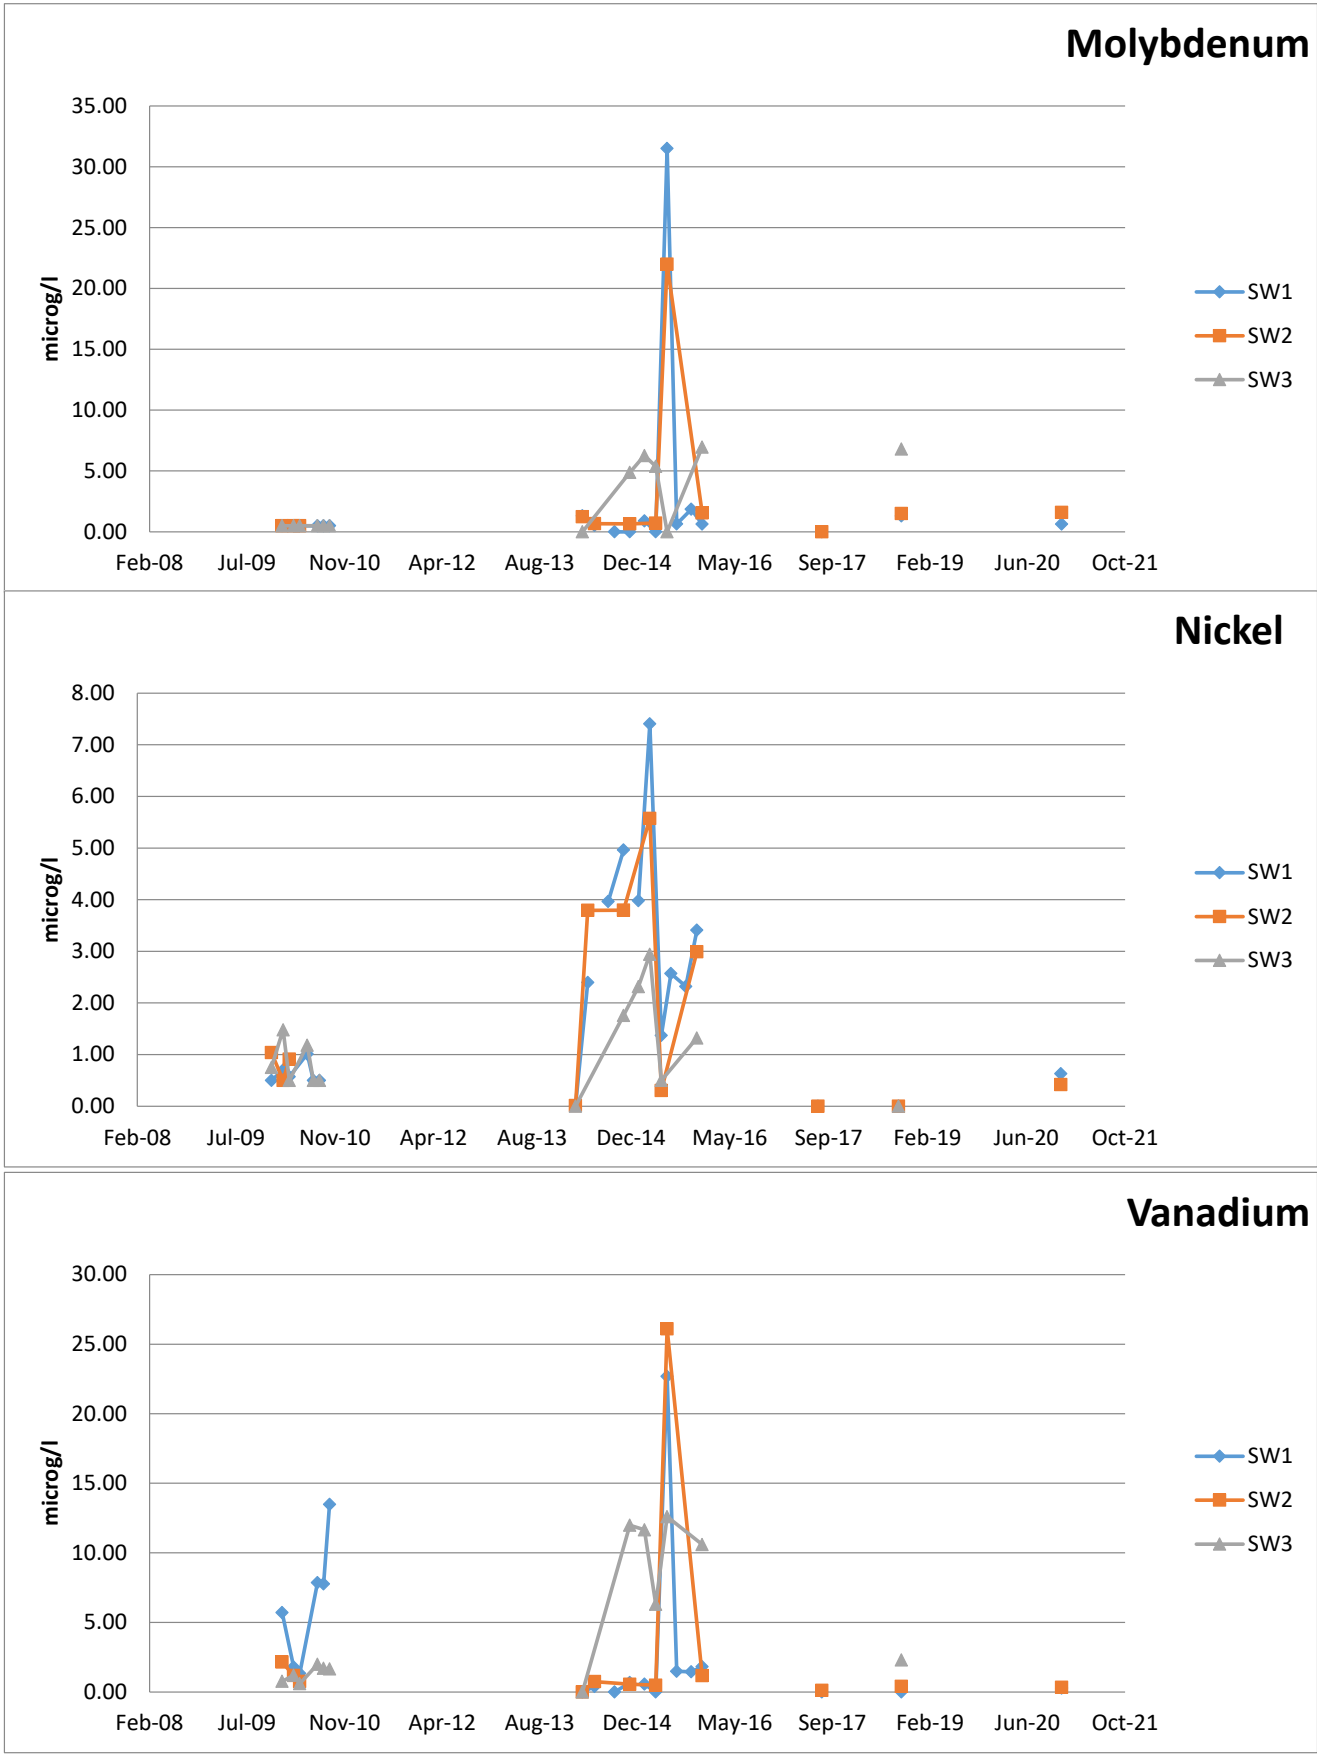 Molybdenum
35.00
30.00
25.00
20.00
15.00
10.00
5.00
0.00
microg/l
Feb-08 Jul-09 Nov-10 Apr-12 Aug-13 Dec-14 May-16 Sep-17 Feb-19 Jun-20 Oct-21
SW1
SW2
SW3
Nickel
8.00
7.00
6.00
5.00
4.00
3.00
2.00
1.00
0.00
microg/l
Feb-08 Jul-09 Nov-10 Apr-12 Aug-13 Dec-14 May-16 Sep-17 Feb-19 Jun-20 Oct-21
SW1
SW2
SW3
Vanadium
30.00
25.00
20.00
15.00
10.00
5.00
0.00
microg/l
Feb-08 Jul-09 Nov-10 Apr-12 Aug-13 Dec-14 May-16 Sep-17 Feb-19 Jun-20 Oct-21
SW1
SW2
SW3